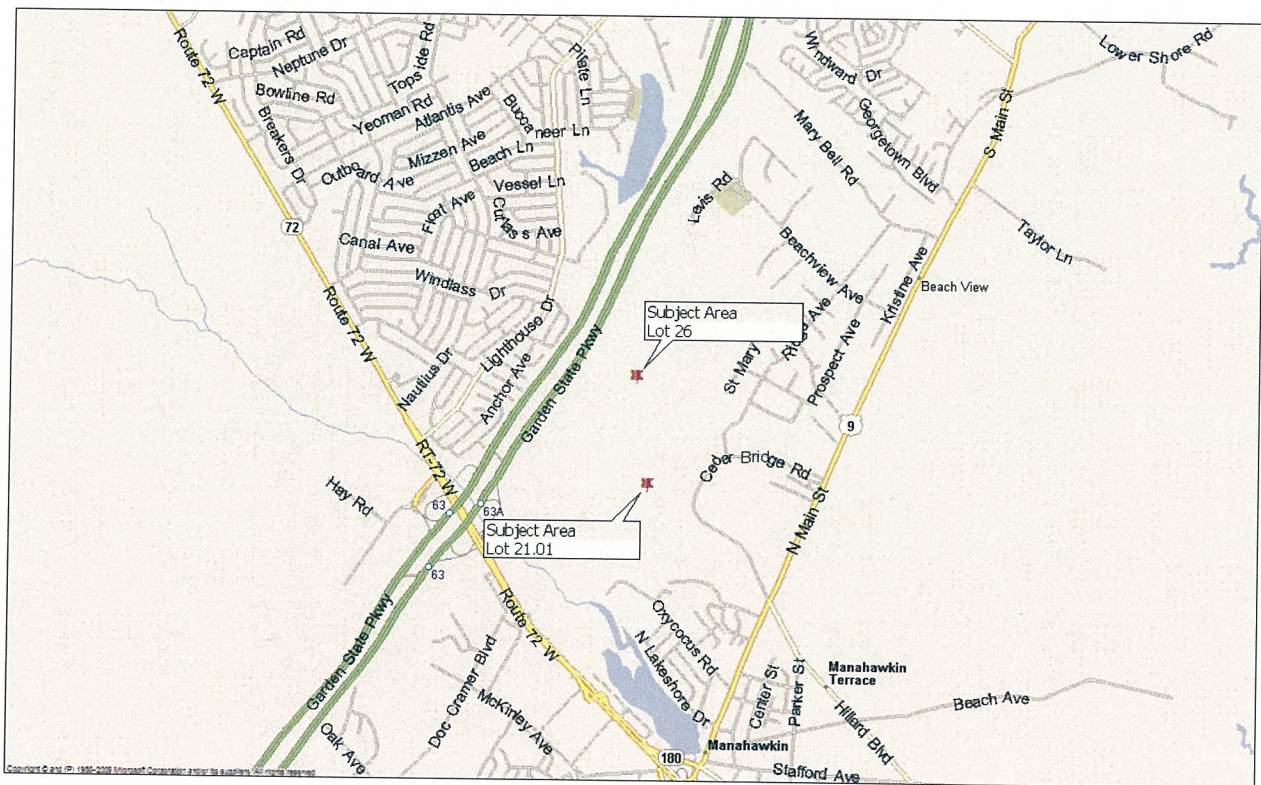 Route 72 W
Captain Rd
Neptune Dr
Topside Rd
Bowline Rd
Yeoman Rd
Atlantis Ave
Buccaneer Ln
Pilate Ln
Breakers Dr
Outboard Ave
Mizzen Ave
Beach Ln
Vessel Ln
Float Ave
Cutlass Ave
72
Canal Ave
Windlass Dr
Route 72 W
Lighthouse Dr
Nautilus Dr
Anchor Ave
Garden State Pkwy
Windward Dr
Georgetown Blvd
Mary Bell Rd
S Main St
Lower Shore Rd
Levis Rd
Beachview Ave
Taylor Ln
Kristine Ave
Beach View
Subject Area
Lot 26
St Mary
Ridge Ave
Prospect Ave
9
RT-72 W
Hay Rd
63
63A
Cedar Bridge Rd
N Main St
Subject Area
Lot 21.01
63
Route 72 W
Garden State Pkwy
Doc Cramer Blvd
McKinley Ave
Oak Ave
Oxycocus Rd
N Lakeshore Dr
Center St
Parker St
Manahawkin
Terrace
Hillard Blvd
Beach Ave
Manahawkin
180
Stafford Ave